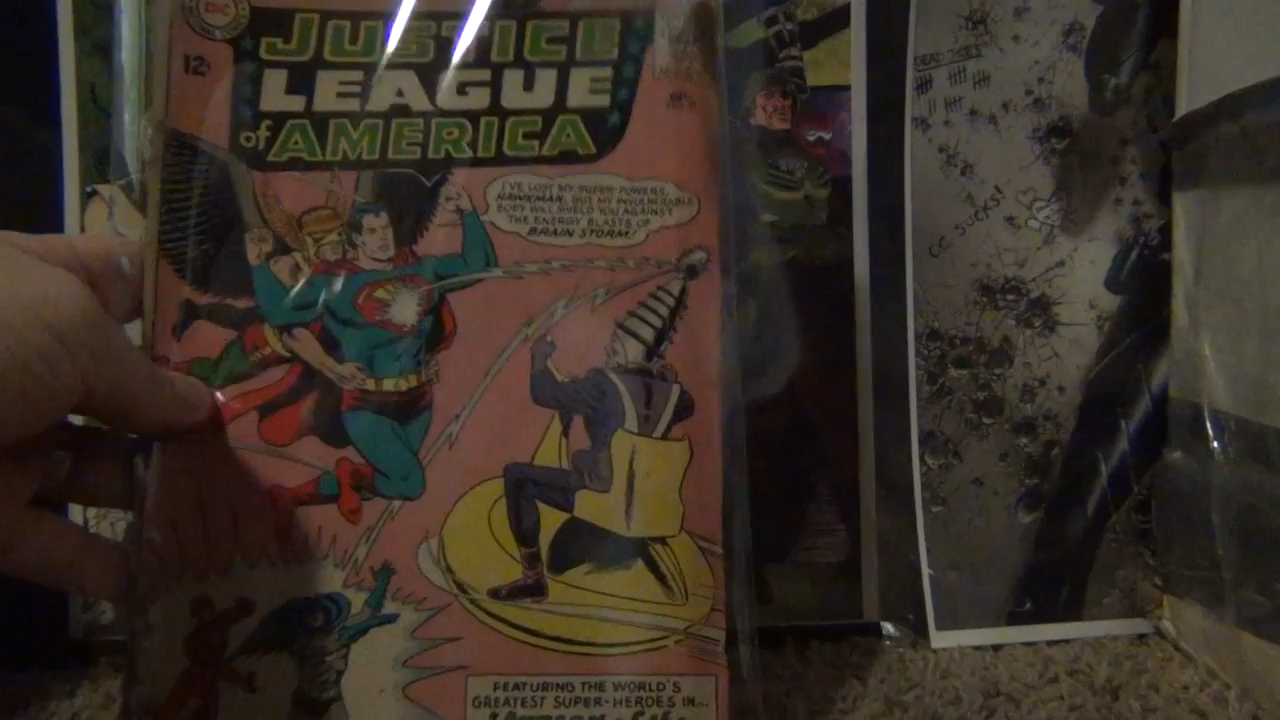 DC
12¢
JUSTICE
LEAGUE
of AMERICA
I'VE LOST MY SUPER-POWERS,
HAWKMAN, BUT MY INVULNERABLE
BODY WILL SHIELD YOU AGAINST
THE ENERGY BLASTS OF
BRAIN STORM!
FEATURING THE WORLD'S
GREATEST SUPER-HEROES IN...
DEAD
CC SUCKS!